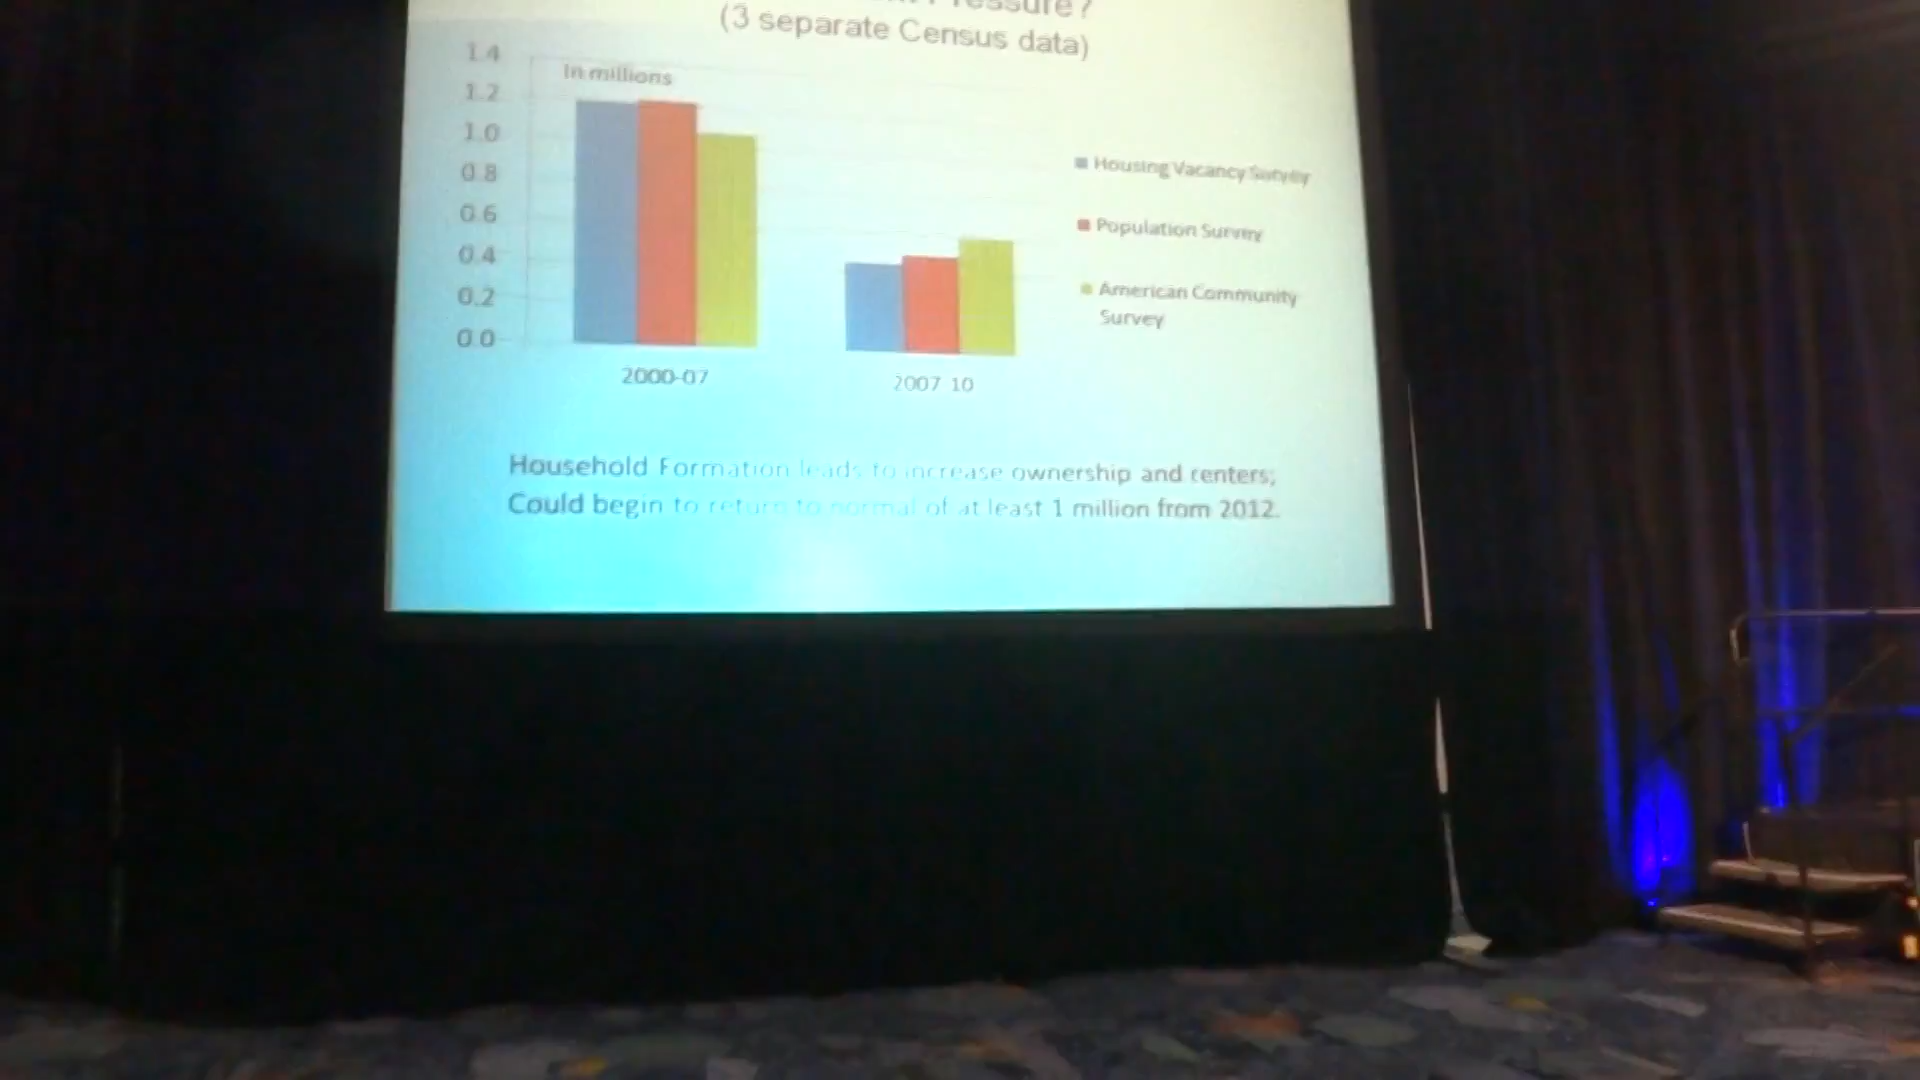 Pressure?
(3 separate Census data)
1.4
In millions
1.2
1.0
0.8
0.6
0.4
0.2
0.0
2000-07
2007-10
Housing Vacancy Survey
Population Survey
American Community
Survey
Household Formation leads to increase ownership and centers;
Could begin to return to normal of at least 1 million from 2012.